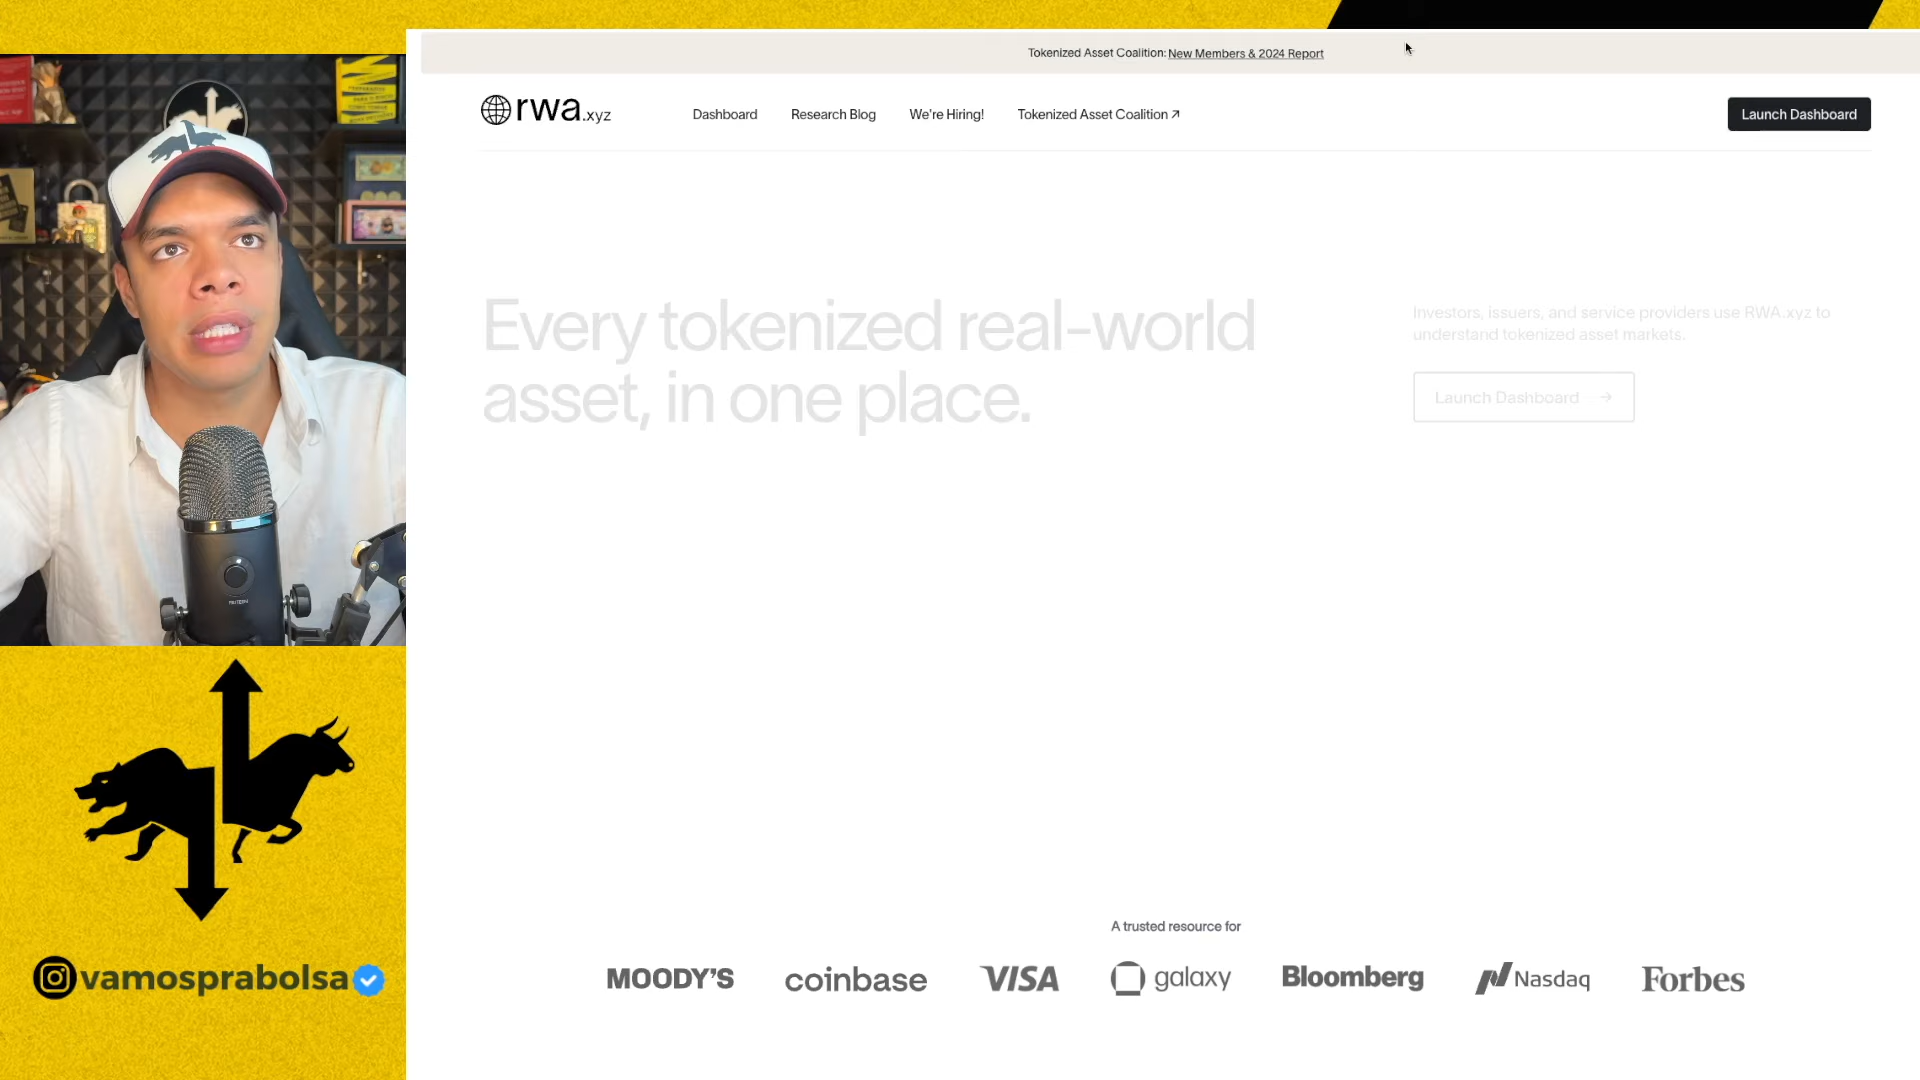 Tokenized Asset Coalition: New Members & 2024 Report
rwa.xyz
Dashboard
Research Blog
We're Hiring!
Tokenized Asset Coalition ↗
Launch Dashboard
Every tokenized real-world
asset, in one place.
Investors, issuers, and service providers use RWA.xyz to
understand tokenized asset markets.
Launch Dashboard →
A trusted resource for
MOODY'S
coinbase
VISA
galaxy
Bloomberg
Nasdaq
Forbes
vamosprabolsa